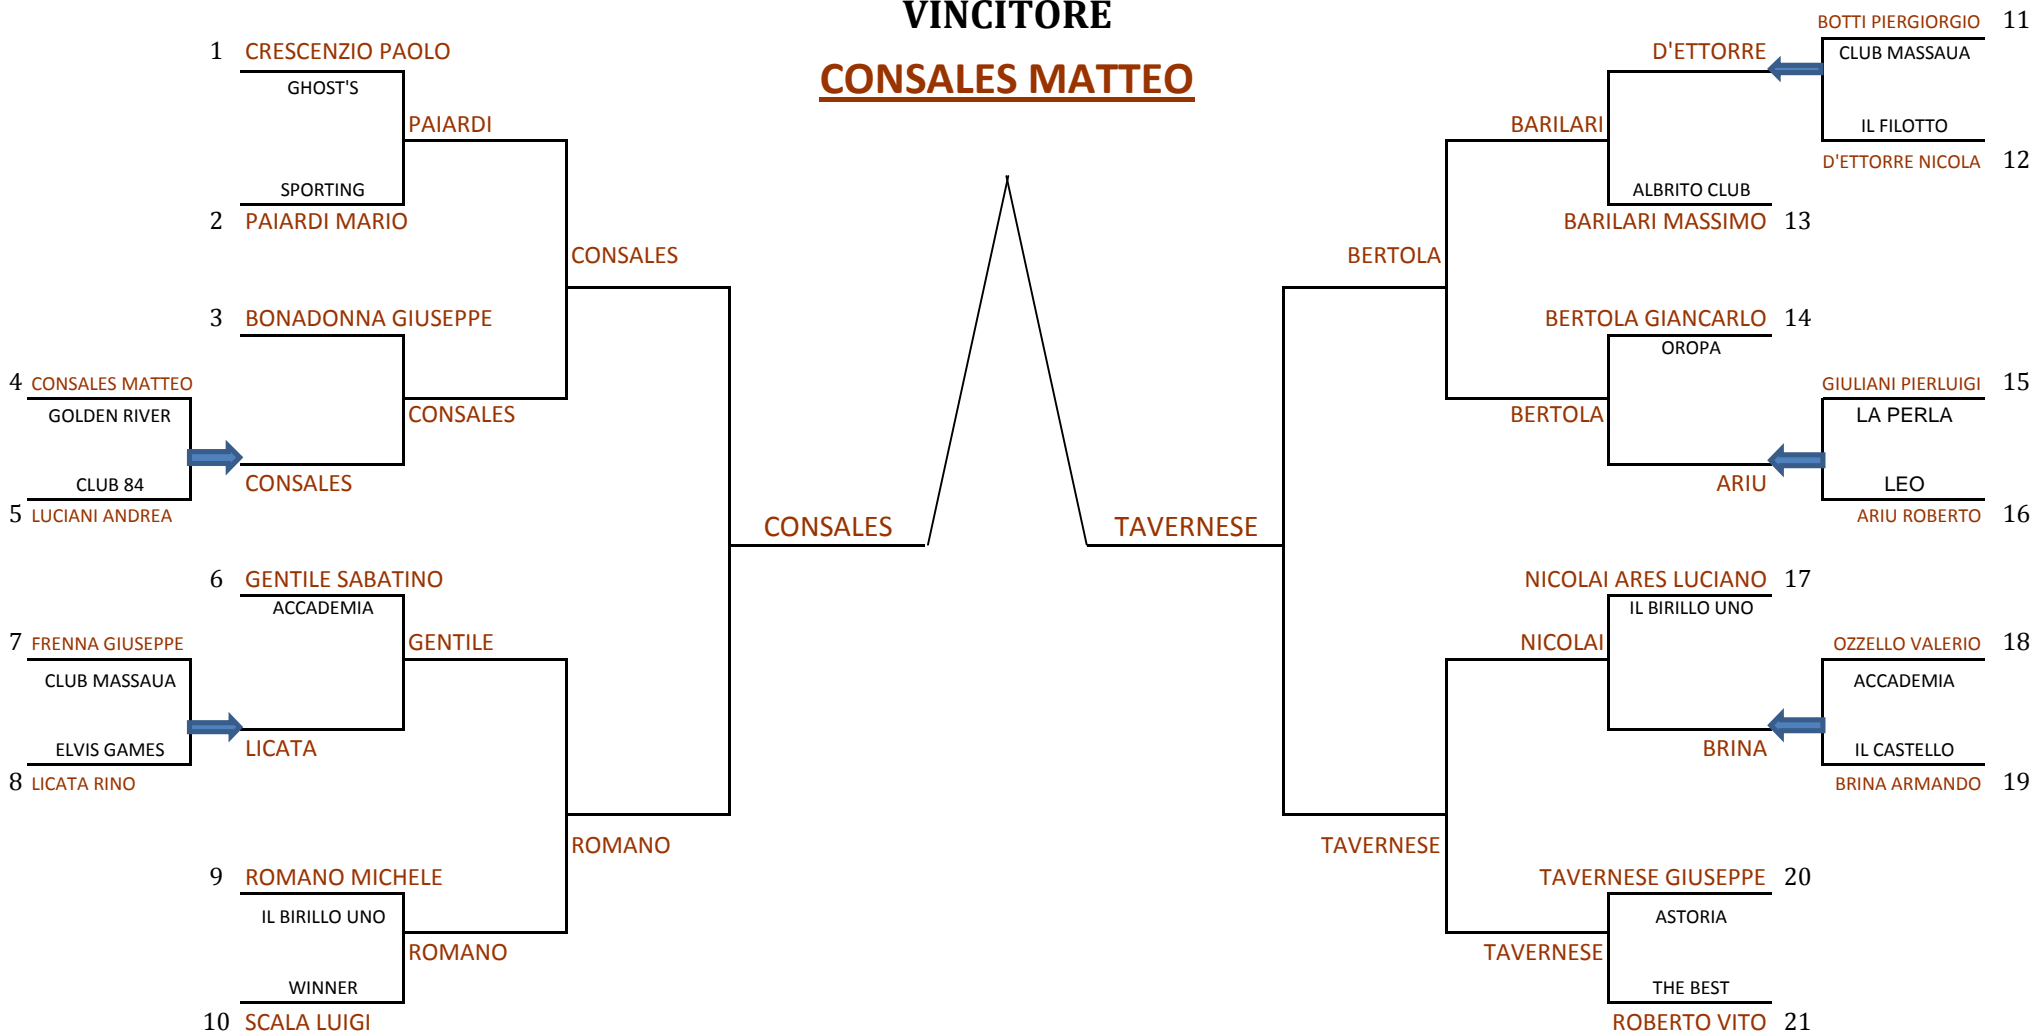 VINCITORE
CONSALES MATTEO
1 CRESCENZIO PAOLO
GHOST'S
PAIARDI
SPORTING
2 PAIARDI MARIO
CONSALES
3 BONADONNA GIUSEPPE
4 CONSALES MATTEO
GOLDEN RIVER
CONSALES
CLUB 84
CONSALES
5 LUCIANI ANDREA
CONSALES
6 GENTILE SABATINO
ACCADEMIA
7 FRENNA GIUSEPPE
GENTILE
CLUB MASSAUA
ELVIS GAMES
LICATA
8 LICATA RINO
ROMANO
9 ROMANO MICHELE
IL BIRILLO UNO
ROMANO
WINNER
10 SCALA LUIGI
BOTTI PIERGIORGIO 11
D'ETTORRE
CLUB MASSAUA
BARILARI
IL FILOTTO
D'ETTORRE NICOLA 12
ALBRITO CLUB
BARILARI MASSIMO 13
BERTOLA
BERTOLA GIANCARLO 14
OROPA
GIULIANI PIERLUIGI 15
BERTOLA
LA PERLA
ARIU
LEO
ARIU ROBERTO 16
TAVERNESE
NICOLAI ARES LUCIANO 17
IL BIRILLO UNO
NICOLAI
OZZELLO VALERIO 18
ACCADEMIA
BRINA
IL CASTELLO
BRINA ARMANDO 19
TAVERNESE
TAVERNESE GIUSEPPE 20
ASTORIA
TAVERNESE
THE BEST
ROBERTO VITO 21